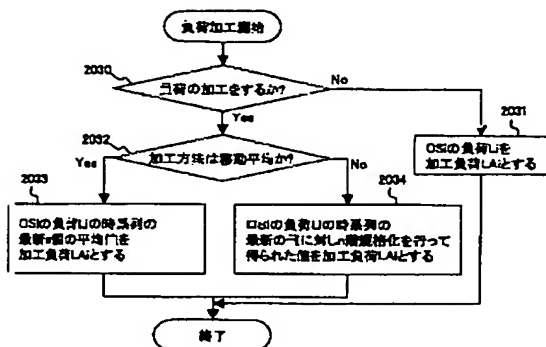 負荷加工開始
2030
負荷の加工をするか?
No
Yes
2031
OSiの負荷Liを
加工負荷LAiとする
2032
加工方法は移動平均か?
Yes
No
2033
OSiの負荷Liの時系列の
最新n個の平均値を
加工負荷LAiとする
2034
OSiの負荷Liの時系列の
最新の に対しn階 格化を行って
得られた値を加工負荷LAiとする
終了